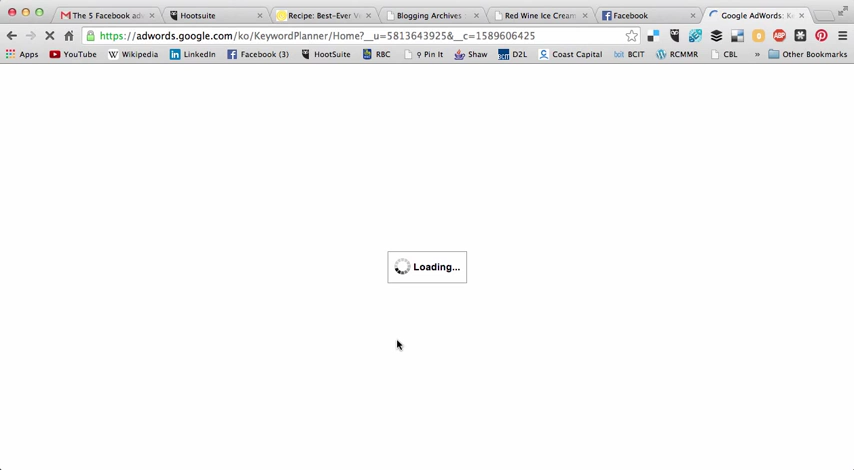 The 5 Facebook ad
Hootsuite
Recipe: Best-Ever V
Blogging Archives
Red Wine Ice Cream
Facebook
Google AdWords: Ke
https://adwords.google.com/ko/KeywordPlanner/Home?__u=5813643925&__c=1589606425
Apps YouTube Wikipedia LinkedIn Facebook (3) HootSuite RBC Pin It Shaw D2L Coast Capital BCIT RCMMR CBL » Other Bookmarks
Loading...